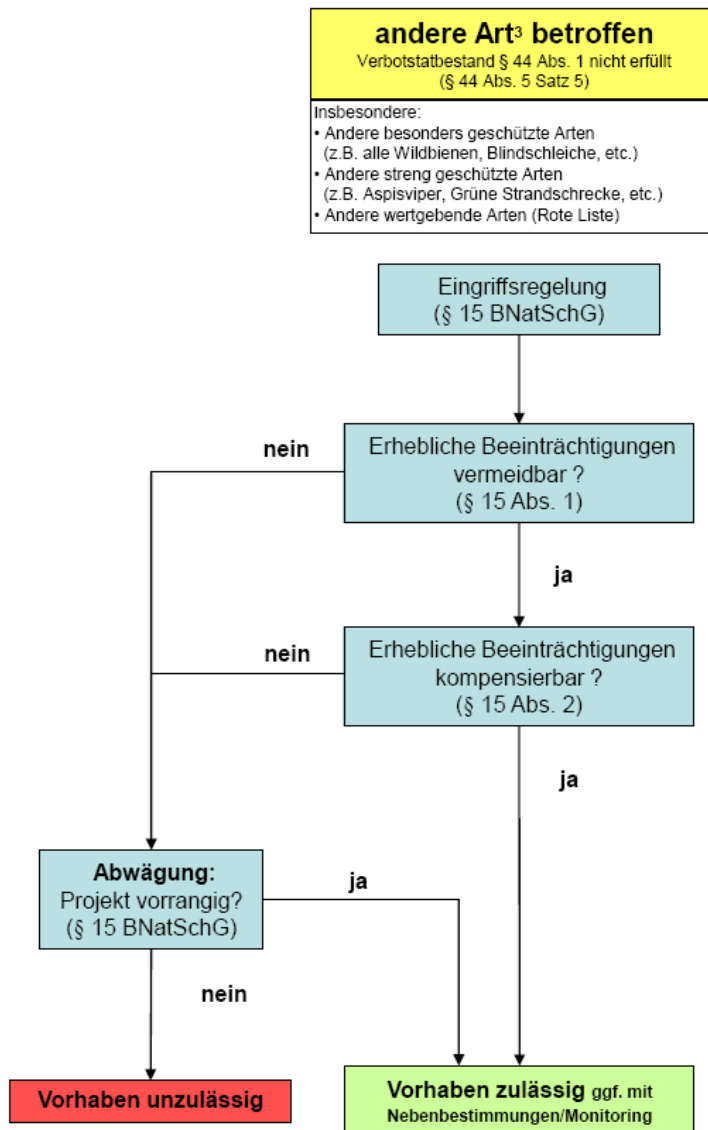 andere Art³ betroffen
Verbotstatbestand § 44 Abs. 1 nicht erfüllt
(§ 44 Abs. 5 Satz 5)
Insbesondere:
• Andere besonders geschützte Arten
(z.B. alle Wildbienen, Blindschleiche, etc.)
• Andere streng geschützte Arten
(z.B. Aspisviper, Grüne Strandschrecke, etc.)
• Andere wertgebende Arten (Rote Liste)
Eingriffsregelung
(§ 15 BNatSchG)
nein
Erhebliche Beeinträchtigungen
vermeidbar ?
(§ 15 Abs. 1)
ja
nein
Erhebliche Beeinträchtigungen
kompensierbar ?
(§ 15 Abs. 2)
ja
Abwägung:
Projekt vorrangig?
(§ 15 BNatSchG)
ja
nein
Vorhaben unzulässig
Vorhaben zulässig ggf. mit
Nebenbestimmungen/Monitoring